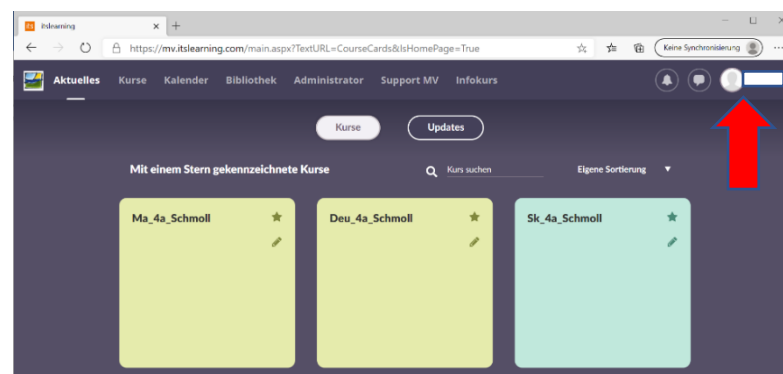 its itslearning
https://mv.itslearning.com/main.aspx?TextURL=CourseCards&IsHomePage=True Keine Synchronisierung
Aktuelles Kurse Kalender Bibliothek Administrator Support MV Infokurs
Kurse Updates
Mit einem Stern gekennzeichnete Kurse Kurs suchen Eigene Sortierung
Ma_4a_Schmoll Deu_4a_Schmoll Sk_4a_Schmoll